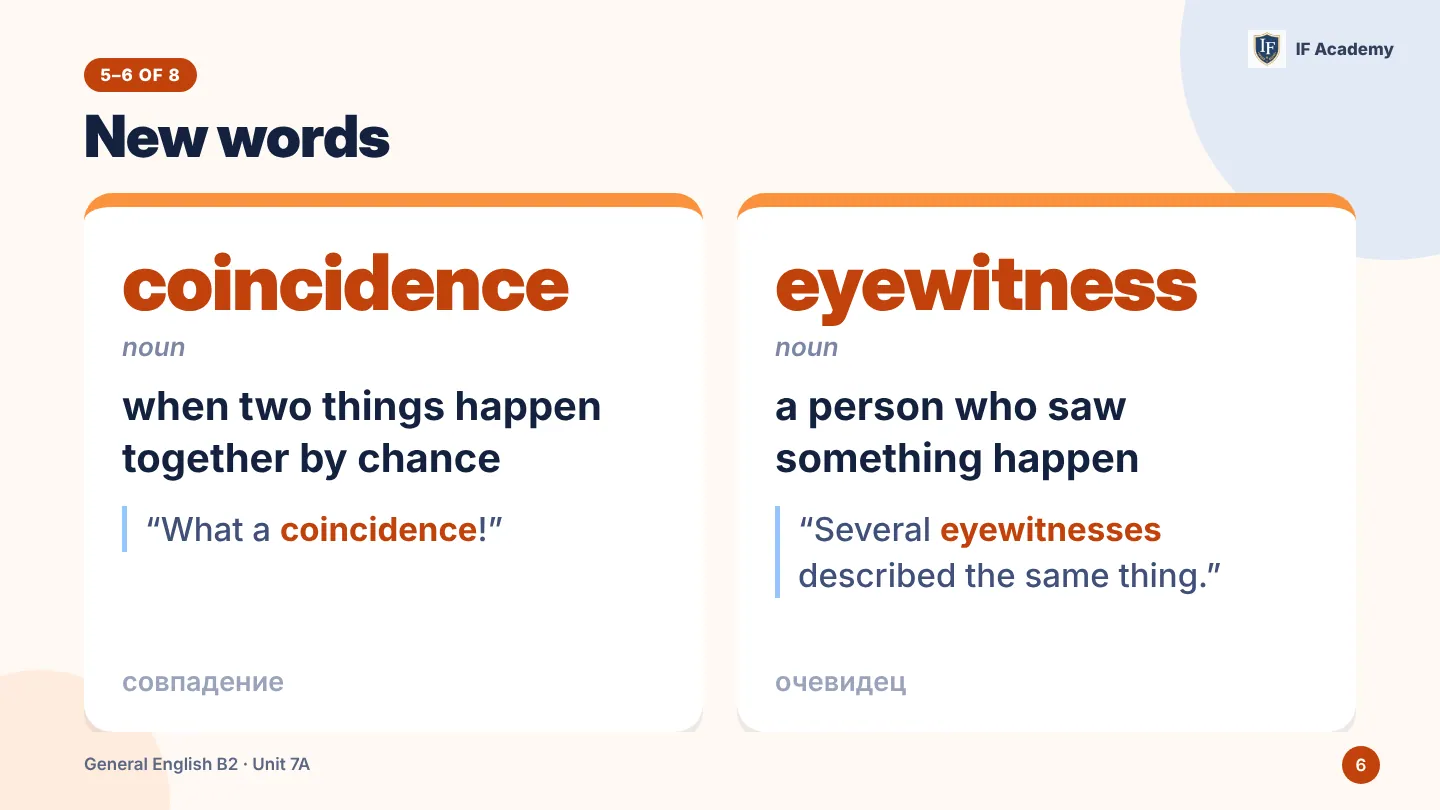 IF
IF Academy
5–6 OF 8
New words
coincidence
noun
when two things happen
together by chance
“What a coincidence!”
совпадение
eyewitness
noun
a person who saw
something happen
“Several eyewitnesses
described the same thing.”
очевидец
General English B2 · Unit 7A
6